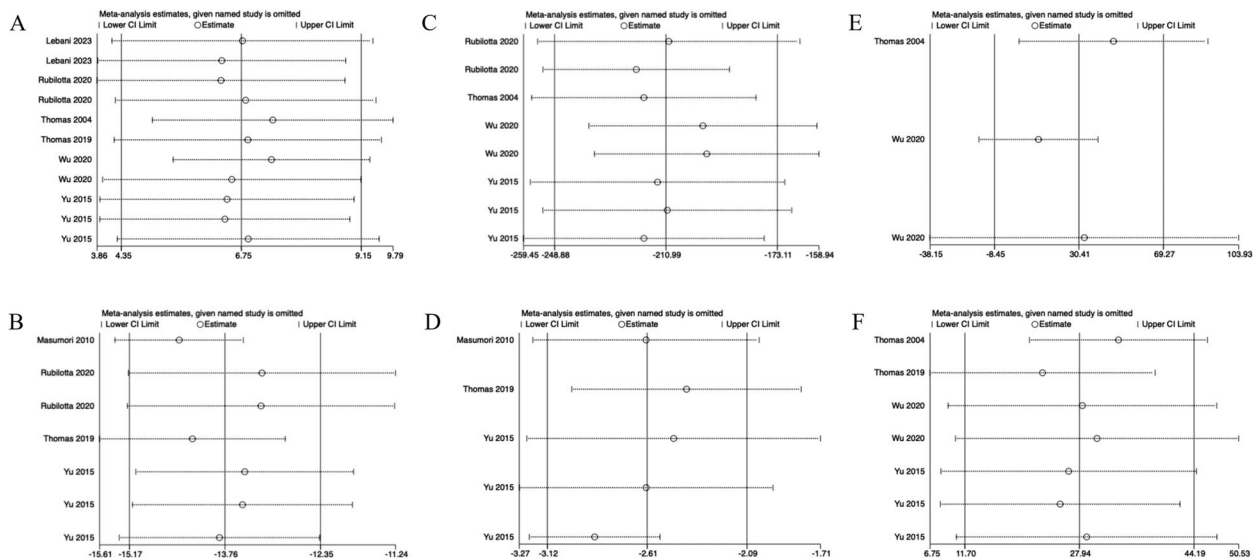 A
Meta-analysis estimates, given named study is omitted
Lower CI Limit Estimate Upper CI Limit
Lebani 2023
Lebani 2023
Rubilotta 2020
Rubilotta 2020
Thomas 2004
Thomas 2019
Wu 2020
Wu 2020
Yu 2015
Yu 2015
Yu 2015
3.86 4.35 6.75 9.15 9.79
C
Meta-analysis estimates, given named study is omitted
Lower CI Limit Estimate Upper CI Limit
Rubilotta 2020
Rubilotta 2020
Thomas 2004
Wu 2020
Wu 2020
Yu 2015
Yu 2015
Yu 2015
-259.45 -248.88 -210.99 -173.11 -158.94
E
Meta-analysis estimates, given named study is omitted
Lower CI Limit Estimate Upper CI Limit
Thomas 2004
Wu 2020
Wu 2020
-38.15 -8.45 30.41 69.27 103.93
B
Meta-analysis estimates, given named study is omitted
Lower CI Limit Estimate Upper CI Limit
Masumori 2010
Rubilotta 2020
Rubilotta 2020
Thomas 2019
Yu 2015
Yu 2015
Yu 2015
-15.61 -15.17 -13.76 -12.35 -11.24
D
Meta-analysis estimates, given named study is omitted
Lower CI Limit Estimate Upper CI Limit
Masumori 2010
Thomas 2019
Yu 2015
Yu 2015
Yu 2015
-3.27 -3.12 -2.61 -2.09 -1.71
F
Meta-analysis estimates, given named study is omitted
Lower CI Limit Estimate Upper CI Limit
Thomas 2004
Thomas 2019
Wu 2020
Wu 2020
Yu 2015
Yu 2015
Yu 2015
6.75 11.70 27.94 44.19 50.53